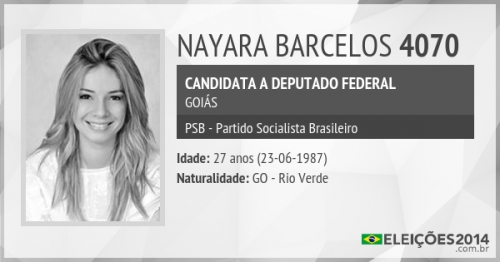 NAYARA BARCELOS 4070
CANDIDATA A DEPUTADO FEDERAL
GOIÁS
PSB - Partido Socialista Brasileiro
Idade: 27 anos (23-06-1987)
Naturalidade: GO - Rio Verde
ELEIÇÕES2014
.com.br